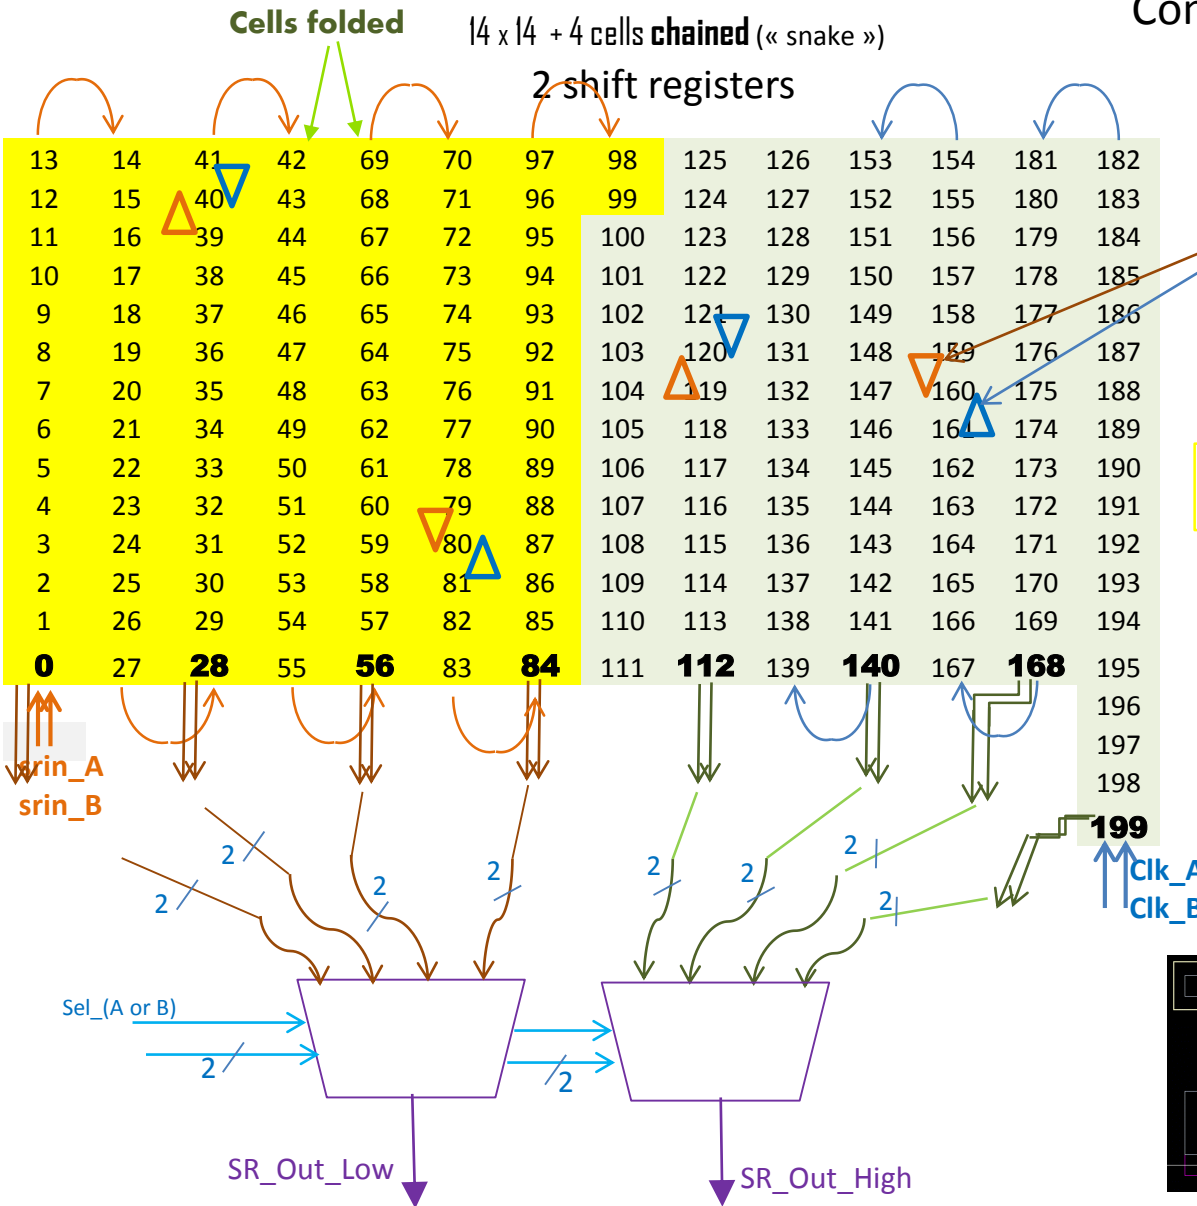 Cells folded
14 x 14 + 4 cells chained (« snake »)
Con
2 shift registers
13 14 41 42 69 70 97 98 125 126 153 154 181 182
12 15 40 43 68 71 96 99 124 127 152 155 180 183
11 16 39 44 67 72 95 100 123 128 151 156 179 184
10 17 38 45 66 73 94 101 122 129 150 157 178 185
9 18 37 46 65 74 93 102 121 130 149 158 177 186
8 19 36 47 64 75 92 103 120 131 148 159 176 187
7 20 35 48 63 76 91 104 119 132 147 160 175 188
6 21 34 49 62 77 90 105 118 133 146 161 174 189
5 22 33 50 61 78 89 106 117 134 145 162 173 190
4 23 32 51 60 79 88 107 116 135 144 163 172 191
3 24 31 52 59 80 87 108 115 136 143 164 171 192
2 25 30 53 58 81 86 109 114 137 142 165 170 193
1 26 29 54 57 82 85 110 113 138 141 166 169 194
0 27 28 55 56 83 84 111 112 139 140 167 168 195
196
197
198
199
srin_A
srin_B
Clk_A
Clk_B
2 2 2 2 2 2 2 2
Sel_(A or B)
2 2
SR_Out_Low
SR_Out_High